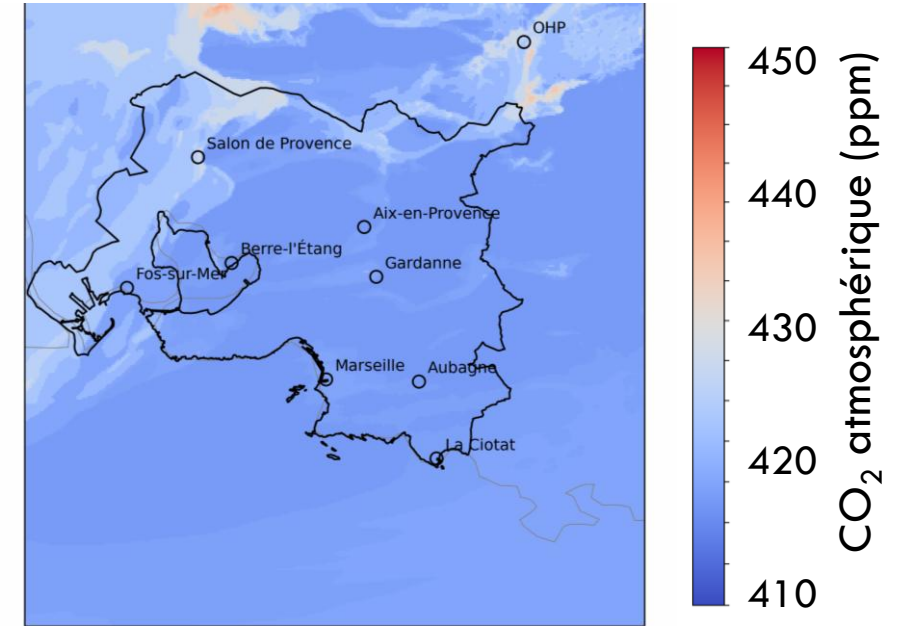 OHP
Salon de Provence
Aix-en-Provence
Berre-l'Étang
Gardanne
Fos-sur-Mer
Marseille
Aubagne
La Ciotat
450
440
430
420
410
CO₂ atmosphérique (ppm)